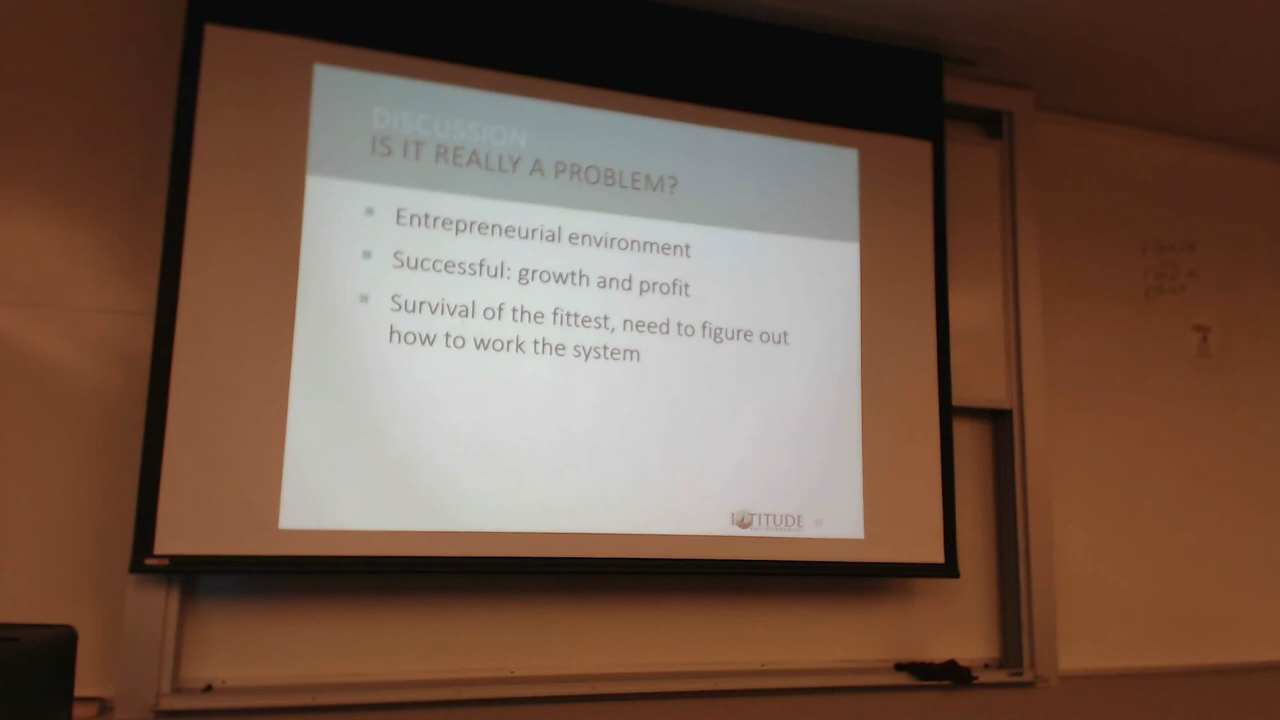 DISCUSSION
IS IT REALLY A PROBLEM?
Entrepreneurial environment
Successful: growth and profit
Survival of the fittest, need to figure out
how to work the system
LATITUDE